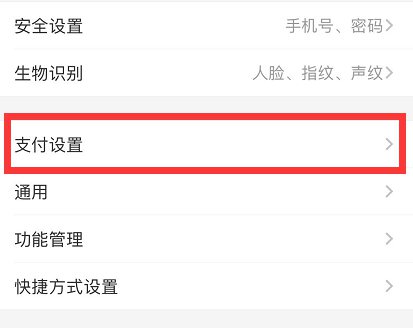 安全设置 手机号、密码
生物识别 人脸、指纹、声纹
支付设置
通用
功能管理
快捷方式设置